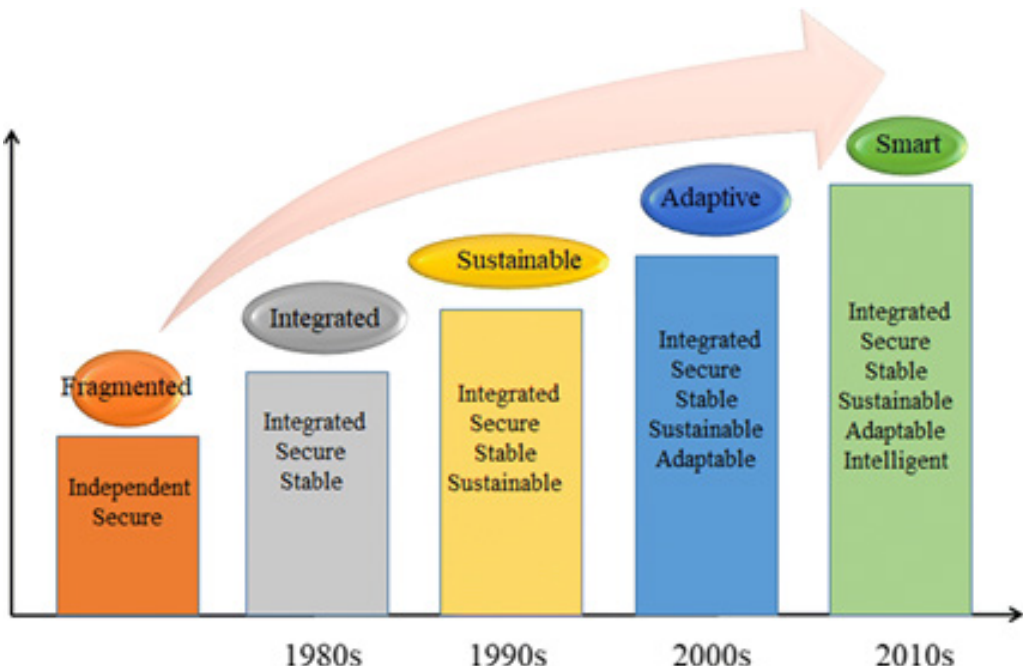 Fragmented
Independent
Secure
Integrated
Integrated
Secure
Stable
1980s
Sustainable
Integrated
Secure
Stable
Sustainable
1990s
Adaptive
Integrated
Secure
Stable
Sustainable
Adaptable
2000s
Smart
Integrated
Secure
Stable
Sustainable
Adaptable
Intelligent
2010s